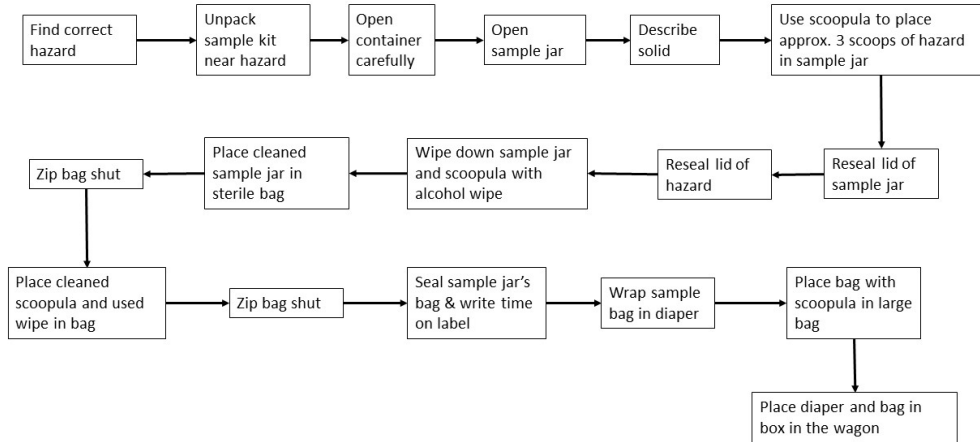 Find correct
hazard
Unpack
sample kit
near hazard
Open
container
carefully
Open
sample jar
Describe
solid
Use scoopula to place
approx. 3 scoops of hazard
in sample jar
Reseal lid of
sample jar
Reseal lid of
hazard
Wipe down sample jar
and scoopula with
alcohol wipe
Place cleaned
sample jar in
sterile bag
Zip bag shut
Place cleaned
scoopula and used
wipe in bag
Zip bag shut
Seal sample jar’s
bag & write time
on label
Wrap sample
bag in diaper
Place bag with
scoopula in large
bag
Place diaper and bag in
box in the wagon